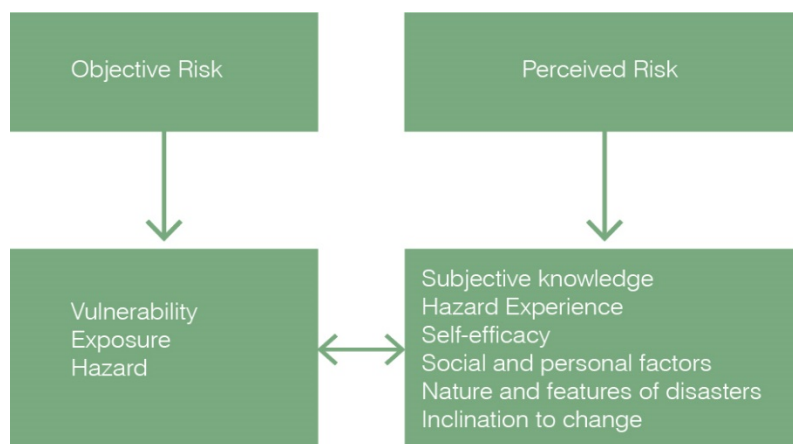 Objective Risk
Perceived Risk
Vulnerability
Exposure
Hazard
Subjective knowledge
Hazard Experience
Self-efficacy
Social and personal factors
Nature and features of disasters
Inclination to change